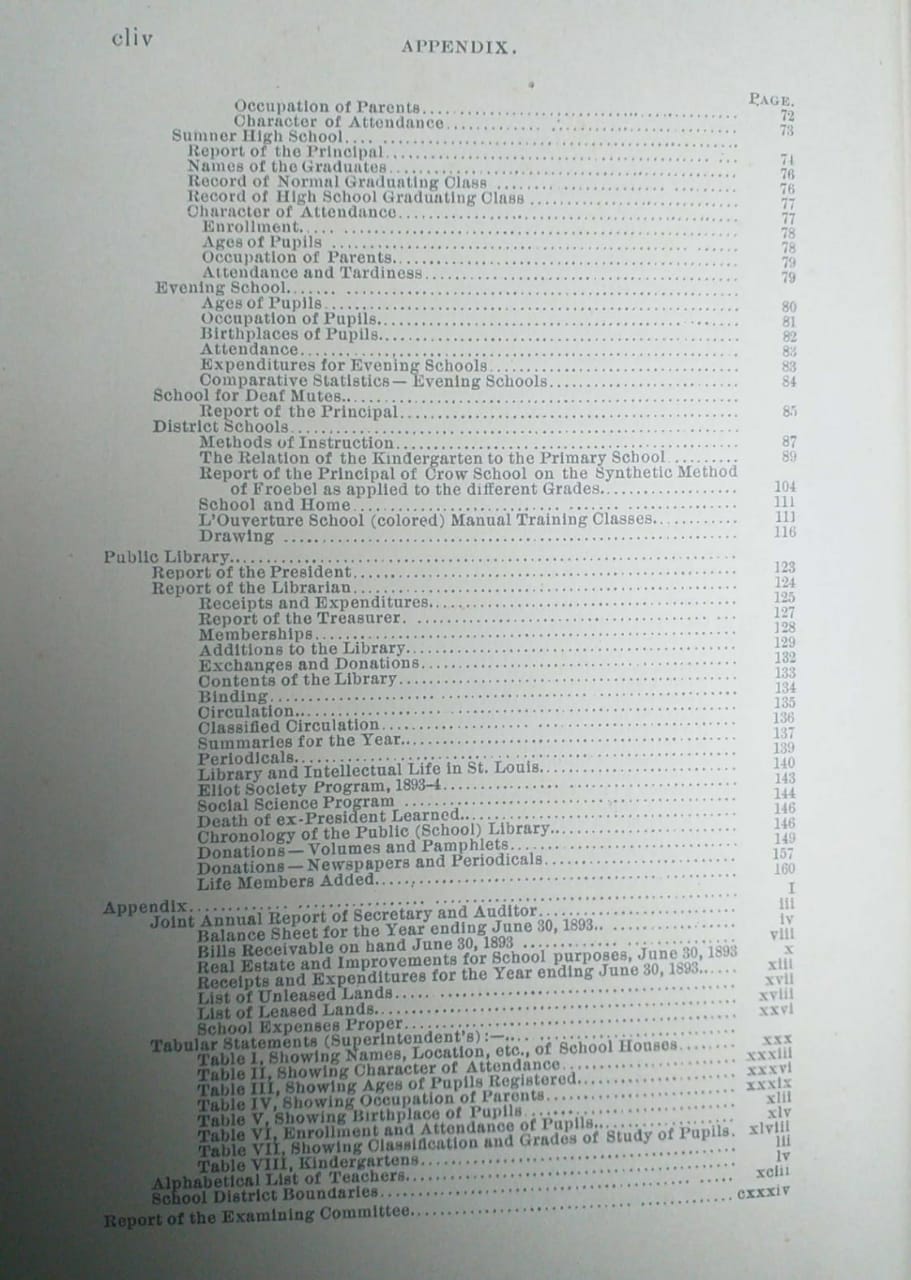 cliv
APPENDIX.
PAGE.
Occupation of Parents 72
Character of Attendance 73
Sumner High School
Report of the Principal 74
Names of the Graduates 76
Record of Normal Graduating Class 76
Record of High School Graduating Class 77
Character of Attendance 77
Enrollment 78
Ages of Pupils 78
Occupation of Parents 79
Attendance and Tardiness 79
Evening School
Ages of Pupils 80
Occupation of Pupils 81
Birthplaces of Pupils 82
Attendance 83
Expenditures for Evening Schools 83
Comparative Statistics—Evening Schools 84
School for Deaf Mutes
Report of the Principal 85
District Schools
Methods of Instruction 87
The Relation of the Kindergarten to the Primary School 89
Report of the Principal of Crow School on the Synthetic Method
of Froebel as applied to the different Grades 104
School and Home 111
L'Ouverture School (colored) Manual Training Classes 111
Drawing 116
Public Library
Report of the President 123
Report of the Librarian 124
Receipts and Expenditures 125
Report of the Treasurer 127
Memberships 128
Additions to the Library 129
Exchanges and Donations 132
Contents of the Library 133
Binding 134
Circulation 135
Classified Circulation 136
Summaries for the Year 137
Periodicals 139
Library and Intellectual Life in St. Louis 140
Eliot Society Program, 1893-4 143
Social Science Program 144
Death of ex-President Learned 146
Chronology of the Public (School) Library 146
Donations—Volumes and Pamphlets 149
Donations—Newspapers and Periodicals 157
Life Members Added 160
Appendix I
Joint Annual Report of Secretary and Auditor iii
Balance Sheet for the Year ending June 30, 1893 iv
Bills Receivable on hand June 30, 1893 viii
Real Estate and Improvements for School purposes, June 30, 1893 x
Receipts and Expenditures for the Year ending June 30, 1893 xiii
List of Unleased Lands xvii
List of Leased Lands xviii
School Expenses Proper xxvi
Tabular Statements (Superintendent's):—
Table I, Showing Names, Location, etc., of School Houses xxx
Table II, Showing Character of Attendance xxxiii
Table III, Showing Ages of Pupils Registered xxxvi
Table IV, Showing Occupation of Parents xxxix
Table V, Showing Birthplace of Pupils xlii
Table VI, Enrollment and Attendance of Pupils xlv
Table VII, Showing Classification and Grades of Study of Pupils. xlviii
Table VIII, Kindergartens lii
Alphabetical List of Teachers lv
School District Boundaries xciii
Report of the Examining Committee cxxxiv